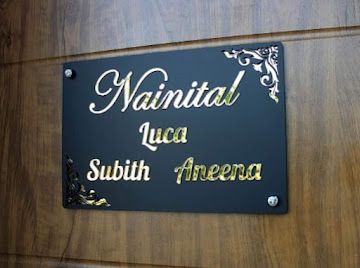 Nainital
Luca
Subith Aneena